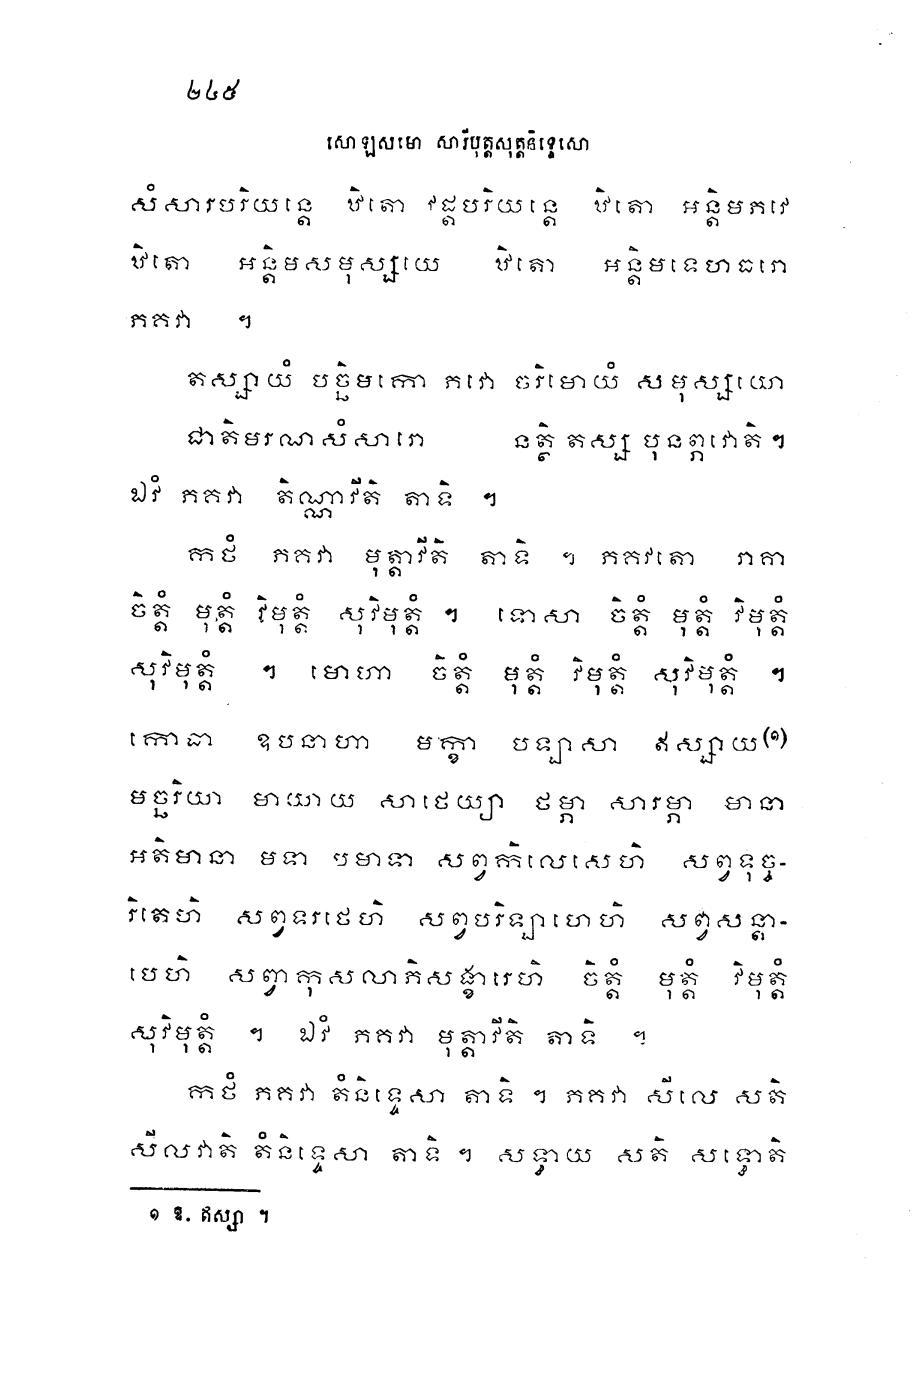 ២៤៥
សោឡសមោ សារីបុត្តសុត្តនិទ្ទេសោ
សំសារបរិយន្តេ ឋិតោ វដ្តបរិយន្តេ ឋិតោ អន្តិមភវេ
ឋិតោ អន្តិមសមុស្សយេ ឋិតោ អន្តិមទេហធរោ
ភគវា ។
តស្សាយំ បច្ឆិមកោ ភវោ ចរិមោយំ សមុស្សយោ
ជាតិមរណសំសារោ នត្ថិ តស្ស បុនព្ភវោតិ ។
ឯវំ ភគវា តិណ្ណោវីតិ តាទិ ។
កថំ ភគវា មុត្តាវីតិ តាទិ ។ ភគវតោ រាគា
ចិត្តំ មុត្តំ វិមុត្តំ សុវិមុត្តំ ។ ទោសា ចិត្តំ មុត្តំ វិមុត្តំ
សុវិមុត្តំ ។ មោហា ចិត្តំ មុត្តំ វិមុត្តំ សុវិមុត្តំ ។
កោធា ឧបនាហា មក្ខា បឡាសា ឥស្សាយ(១)
មច្ឆរិយា មាយាយ សាថេយ្យា ថម្ភា សារម្ភា មានា
អតិមានា មទា បមាទា សព្វកិលេសេហិ សព្វទុច្ច-
រិតេហិ សព្វទរថេហិ សព្វបរិឡាហេហិ សព្វសន្តា-
បេហិ សព្វាកុសលាភិសង្ខារេហិ ចិត្តំ មុត្តំ វិមុត្តំ
សុវិមុត្តំ ។ ឯវំ ភគវា មុត្តាវីតិ តាទិ ។
កថំ ភគវា តំនិទ្ទេសា តាទិ ។ ភគវា សីលេ សតិ
សីលវាតិ តំនិទ្ទេសា តាទិ ។ សទ្ធាយ សតិ សទ្ធោតិ
១ ឱ. ឥស្សា ។